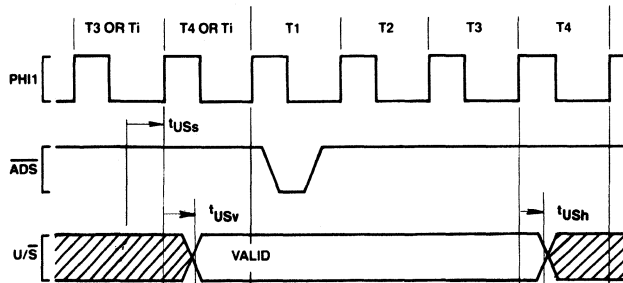 T3 OR Ti T4 OR Ti T1 T2 T3 T4
PHI1
tUSs
ADS
tUSv tUSh
U/S VALID